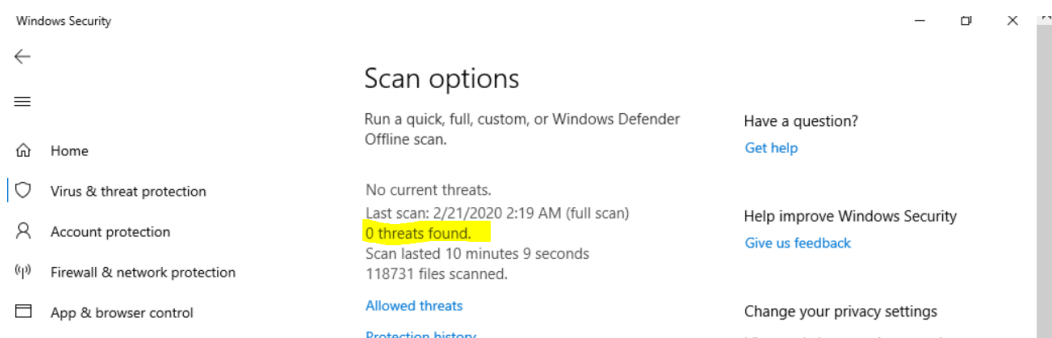 Windows Security
Home
Virus & threat protection
Account protection
Firewall & network protection
App & browser control
Scan options
Run a quick, full, custom, or Windows Defender
Offline scan.
No current threats.
Last scan: 2/21/2020 2:19 AM (full scan)
0 threats found.
Scan lasted 10 minutes 9 seconds
118731 files scanned.
Allowed threats
Protection history
Have a question?
Get help
Help improve Windows Security
Give us feedback
Change your privacy settings